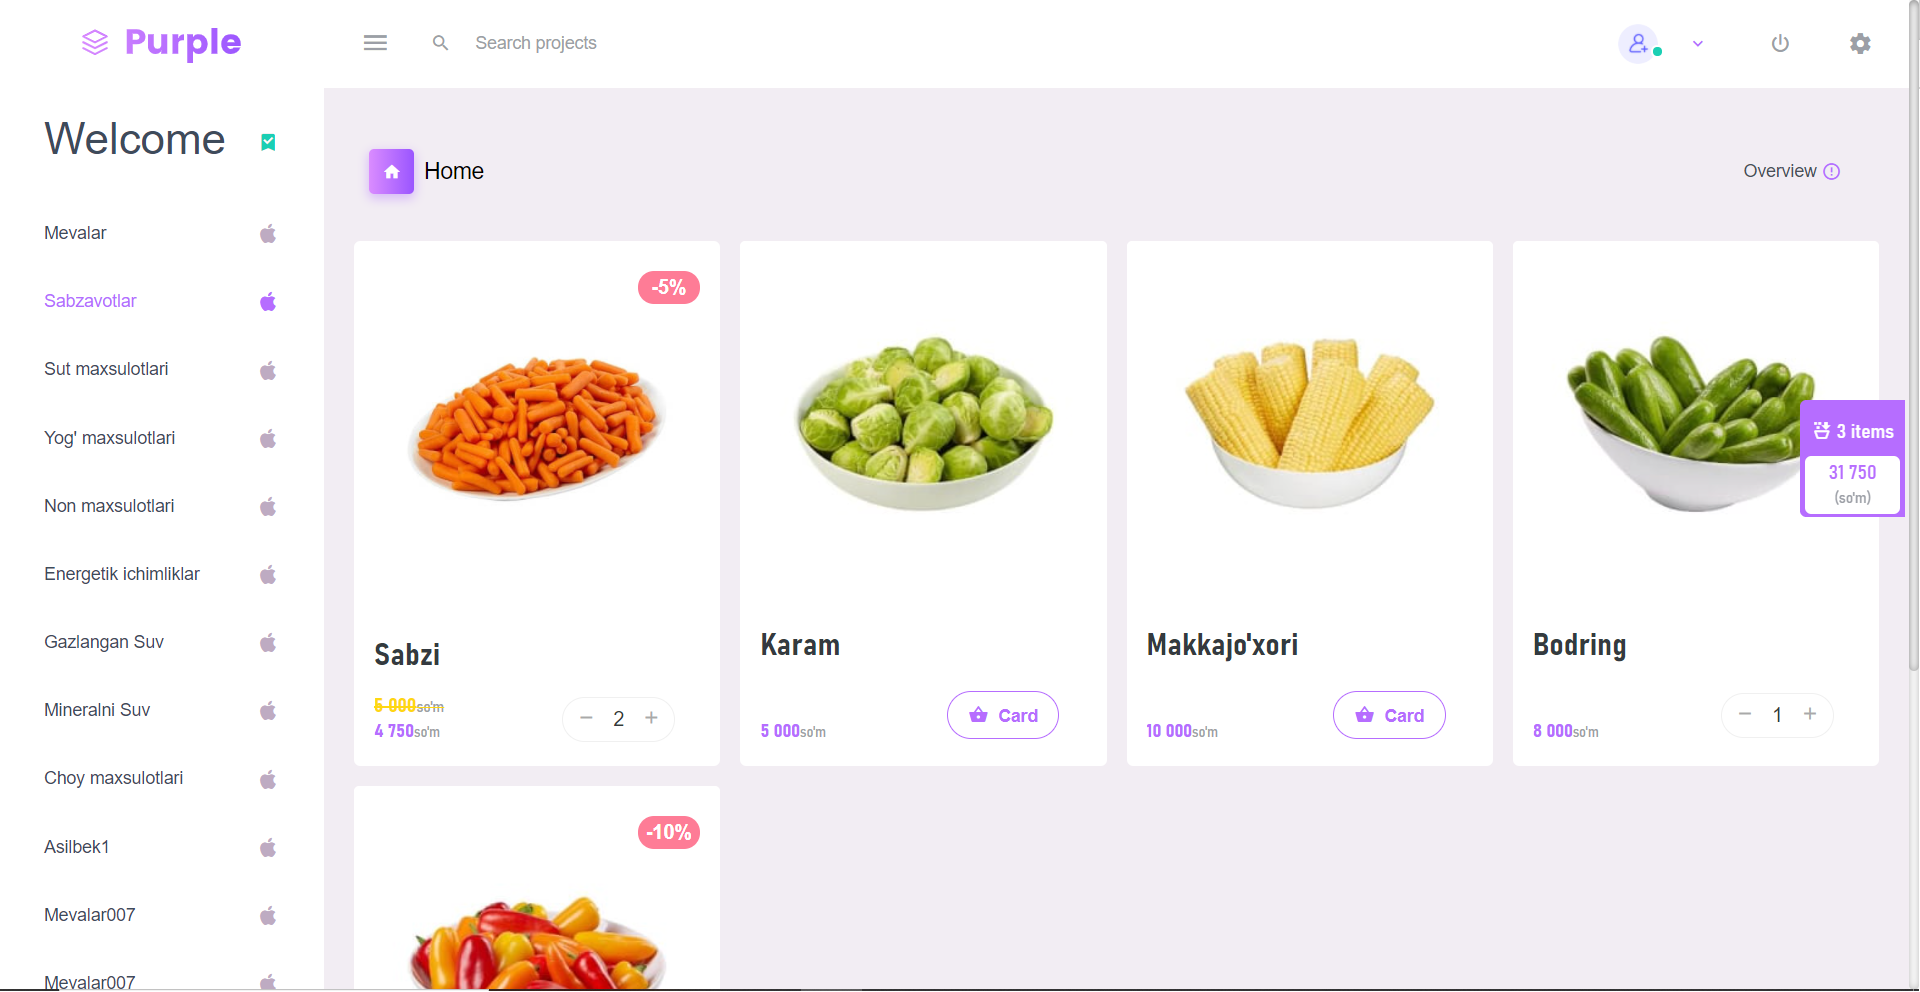 Purple
Search projects
Welcome
Mevalar
Sabzavotlar
Sut maxsulotlari
Yog' maxsulotlari
Non maxsulotlari
Energetik ichimliklar
Gazlangan Suv
Mineralni Suv
Choy maxsulotlari
Asilbek1
Mevalar007
Mevalar007
Home
Overview
-5%
Sabzi
5 000so'm
4 750so'm
2
Karam
5 000so'm
Card
Makkajo'xori
10 000so'm
Card
Bodring
8 000so'm
1
3 items
31 750
(so'm)
-10%